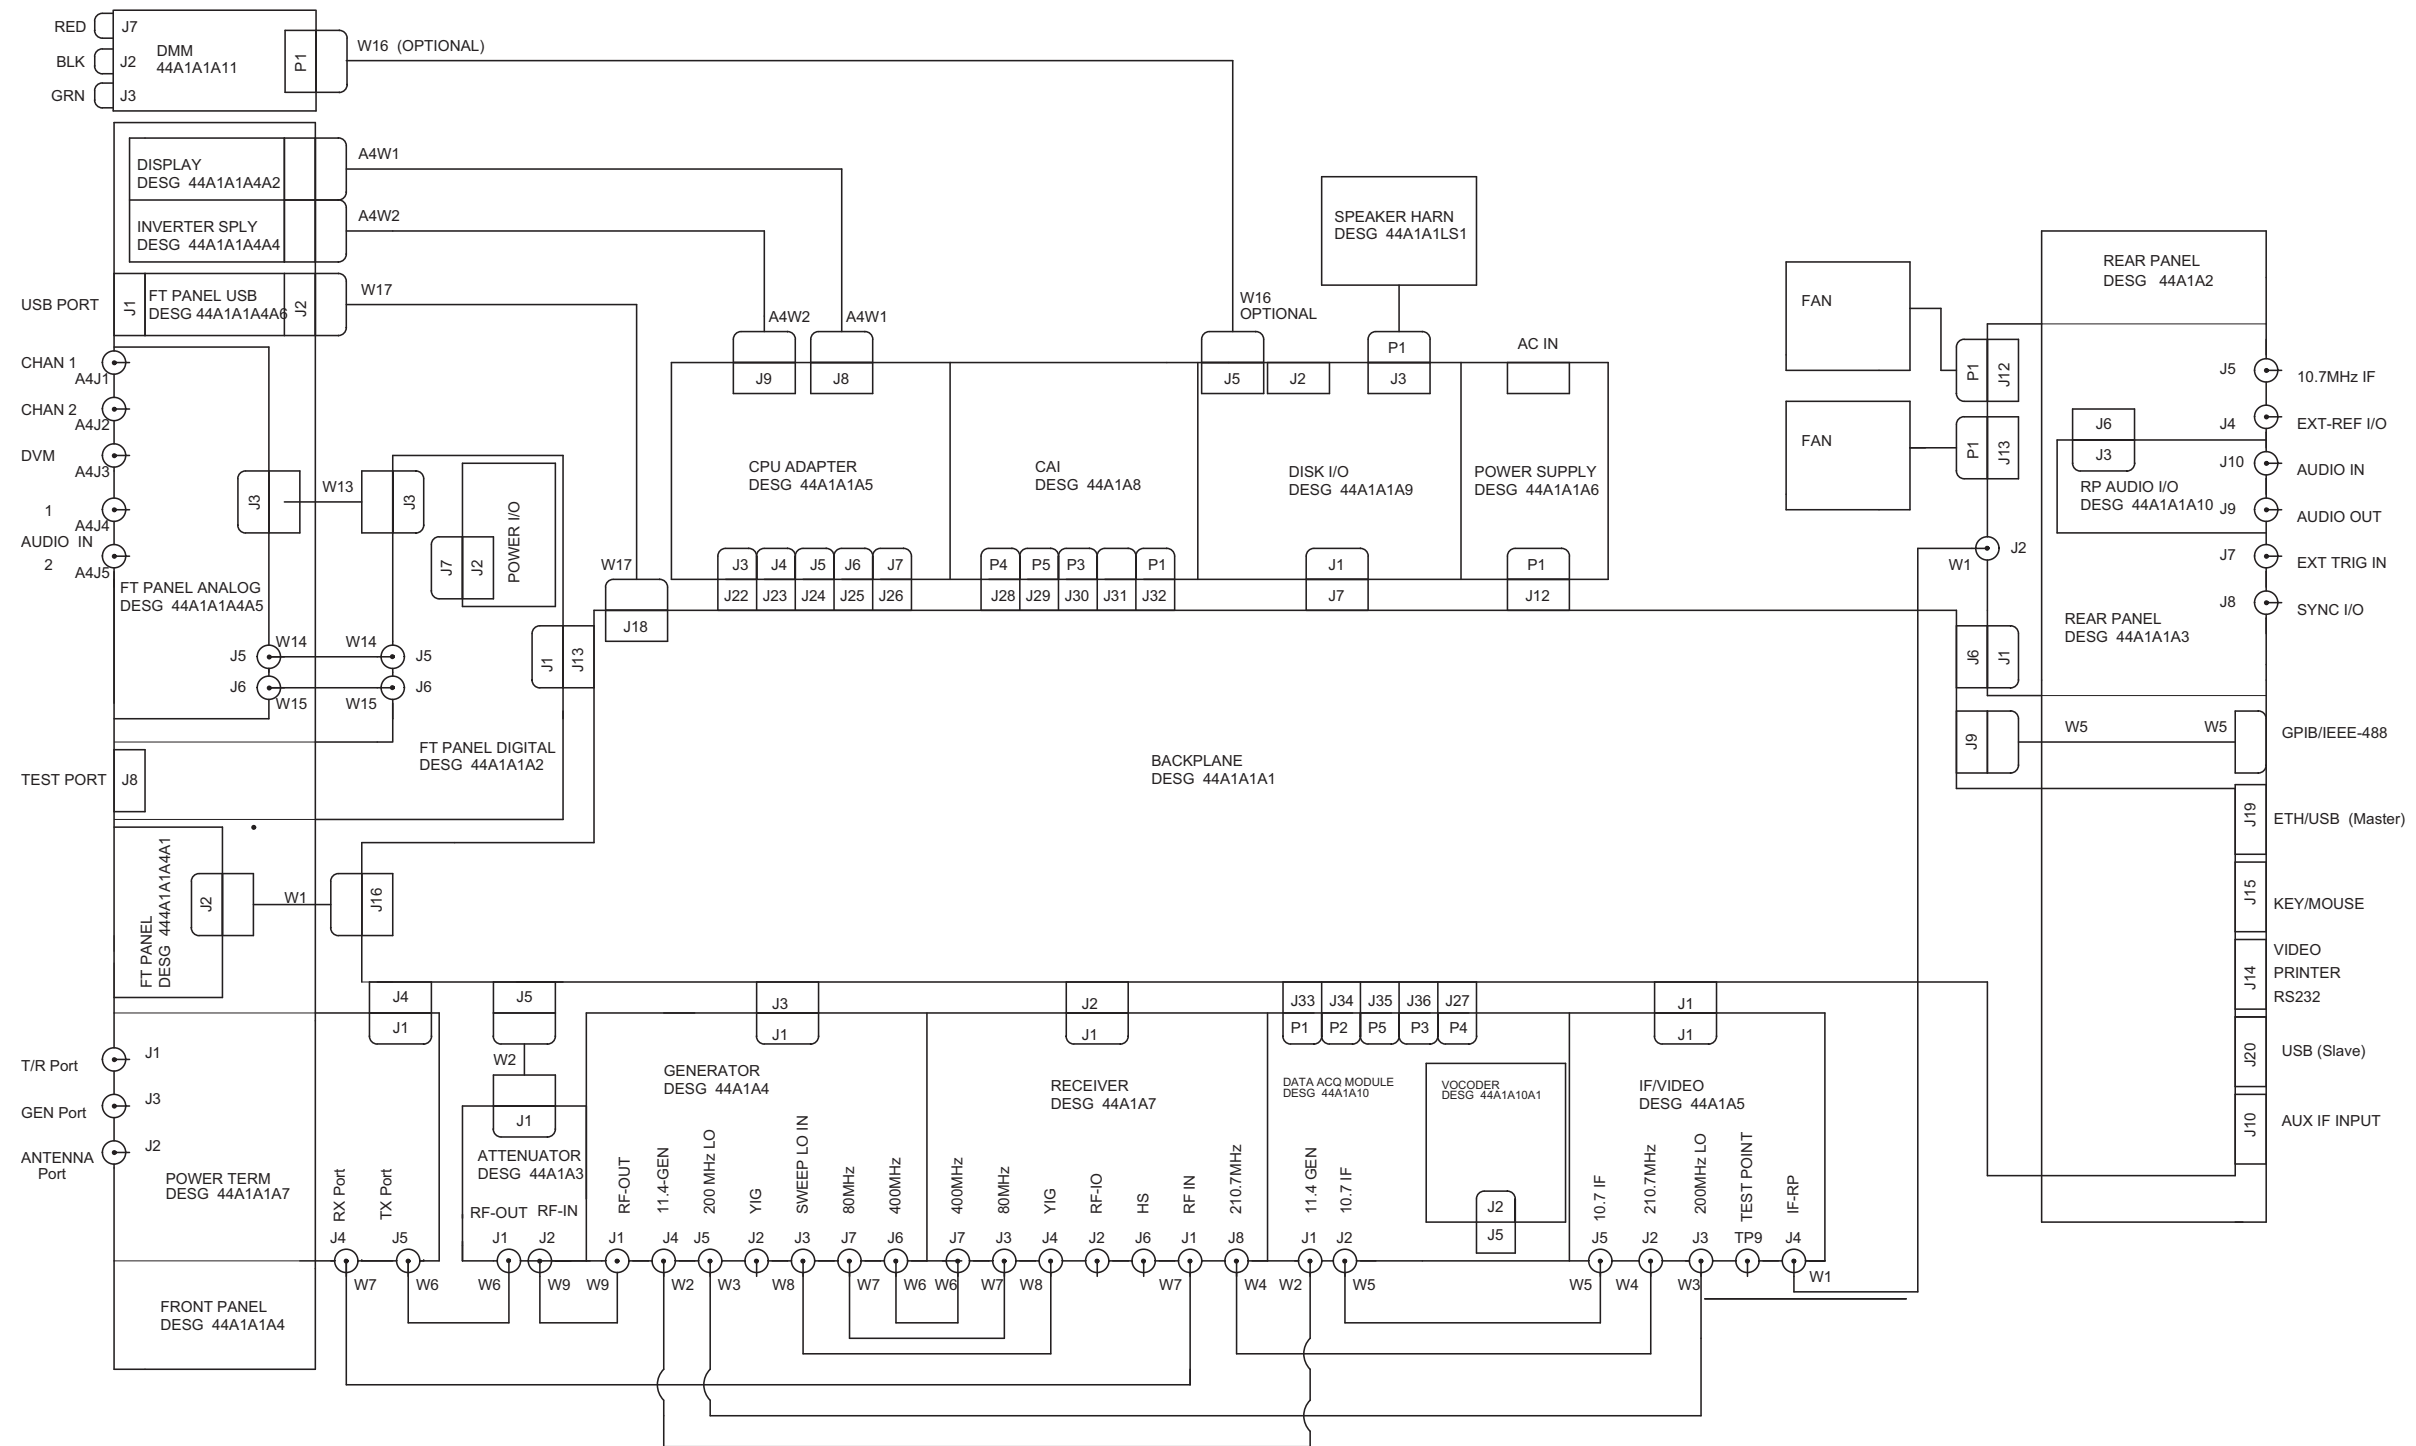 RED
J7
BLK
J2
GRN
J3
DMM
44A1A1A11
P1
W16 (OPTIONAL)
DISPLAY
DESG 44A1A1A4A2
A4W1
INVERTER SPLY
DESG 44A1A1A4A4
A4W2
USB PORT
J1
FT PANEL USB
DESG 44A1A1A4A6
J2
W17
CHAN 1
A4J1
CHAN 2
A4J2
DVM
A4J3
1
A4J4
AUDIO IN
2
A4J5
FT PANEL ANALOG
DESG 44A1A1A4A5
J3
W13
J3
J7
J2
POWER I/O
J5
W14
W14
J5
J6
W15
W15
J6
FT PANEL DIGITAL
DESG 44A1A1A2
J1
J13
W17
J18
TEST PORT
J8
FT PANEL
DESG 444A1A1A4A1
J2
W1
J16
A4W2
A4W1
J9
J8
CPU ADAPTER
DESG 44A1A1A5
J3 J4 J5 J6 J7
J22 J23 J24 J25 J26
CAI
DESG 44A1A8
P4 P5 P3 P1
J28 J29 J30 J31 J32
W16
OPTIONAL
J5
J2
SPEAKER HARN
DESG 44A1A1LS1
P1
J3
DISK I/O
DESG 44A1A1A9
J1
J7
AC IN
POWER SUPPLY
DESG 44A1A1A6
P1
J12
BACKPLANE
DESG 44A1A1A1
FAN
P1
J12
FAN
P1
J13
W1
J2
J6
J1
REAR PANEL
DESG 44A1A2
J5
10.7MHz IF
J4
EXT-REF I/O
J6
J3
J10
AUDIO IN
RP AUDIO I/O
DESG 44A1A1A10
J9
AUDIO OUT
J7
EXT TRIG IN
J8
SYNC I/O
REAR PANEL
DESG 44A1A1A3
J9
W5
W5
GPIB/IEEE-488
J19
ETH/USB (Master)
J15
KEY/MOUSE
J14
VIDEO
PRINTER
RS232
J20
USB (Slave)
J10
AUX IF INPUT
T/R Port
J1
GEN Port
J3
ANTENNA
Port
J2
J4
J1
POWER TERM
DESG 44A1A1A7
RX Port
TX Port
J4
J5
W7
W6
FRONT PANEL
DESG 44A1A1A4
J5
W2
J1
ATTENUATOR
DESG 44A1A3
RF-OUT
RF-IN
J1
J2
W6
W9
J3
J1
GENERATOR
DESG 44A1A4
RF-OUT
11.4-GEN
200 MHz LO
YIG
SWEEP LO IN
80MHz
400MHz
J1 J4 J5 J2 J3 J7 J6
W9 W2 W3 W8 W7 W6
J2
J1
RECEIVER
DESG 44A1A7
400MHz
80MHz
YIG
RF-IO
HS
RF IN
210.7MHz
J7 J3 J4 J2 J6 J1 J8
W6 W7 W8 W7 W4
J33 J34 J35 J36 J27
P1 P2 P5 P3 P4
DATA ACQ MODULE
DESG 44A1A10
VOCODER
DESG 44A1A10A1
J2
J5
11.4 GEN
10.7 IF
J1 J2
W2 W5
J1
J1
IF/VIDEO
DESG 44A1A5
10.7 IF
210.7MHz
200MHz LO
TEST POINT
IF-RP
J5 J2 J3 TP9 J4
W5 W4 W3 W1